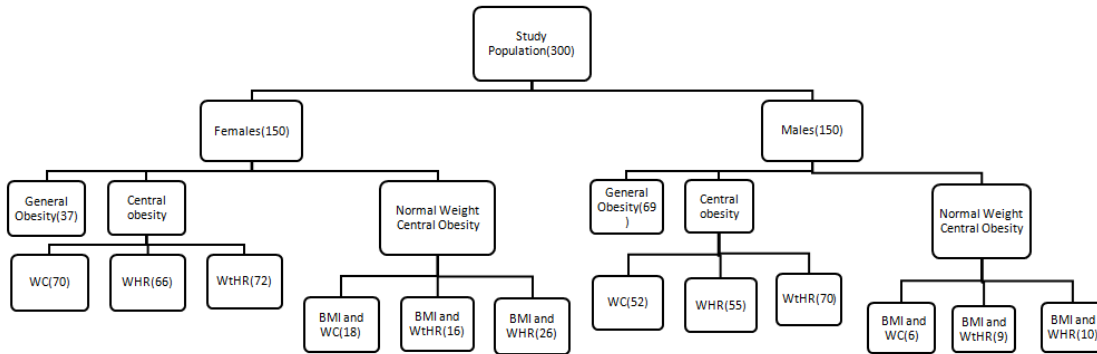 Study
Population(300)
Females(150)
Males(150)
General
Obesity(37)
Central
obesity
Normal Weight
Central Obesity
General
Obesity(69
)
Central
obesity
Normal Weight
Central Obesity
WC(70)
WHR(66)
WtHR(72)
BMI and
WC(18)
BMI and
WtHR(16)
BMI and
WHR(26)
WC(52)
WHR(55)
WtHR(70)
BMI and
WC(6)
BMI and
WtHR(9)
BMI and
WHR(10)